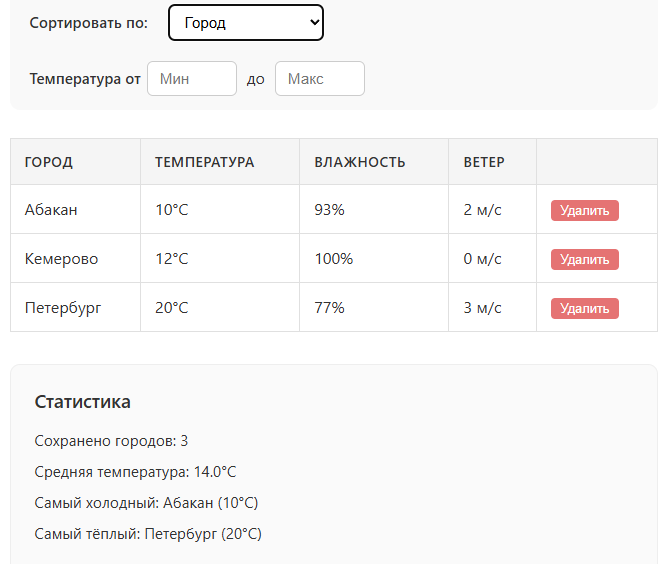 Сортировать по: Город
Температура от Мин до Макс
ГОРОД ТЕМПЕРАТУРА ВЛАЖНОСТЬ ВЕТЕР
Абакан 10°C 93% 2 м/с Удалить
Кемерово 12°C 100% 0 м/с Удалить
Петербург 20°C 77% 3 м/с Удалить
Статистика
Сохранено городов: 3
Средняя температура: 14.0°C
Самый холодный: Абакан (10°C)
Самый тёплый: Петербург (20°C)